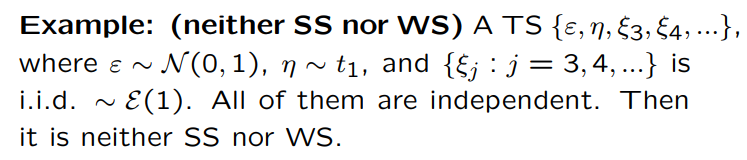 Example: (neither SS nor WS) A TS {ε, η, ξ₃, ξ₄, ...},
where ε ∼ 𝒩(0, 1), η ∼ t₁, and {ξⱼ : j = 3, 4, ...} is
i.i.d. ∼ ℰ(1). All of them are independent. Then
it is neither SS nor WS.